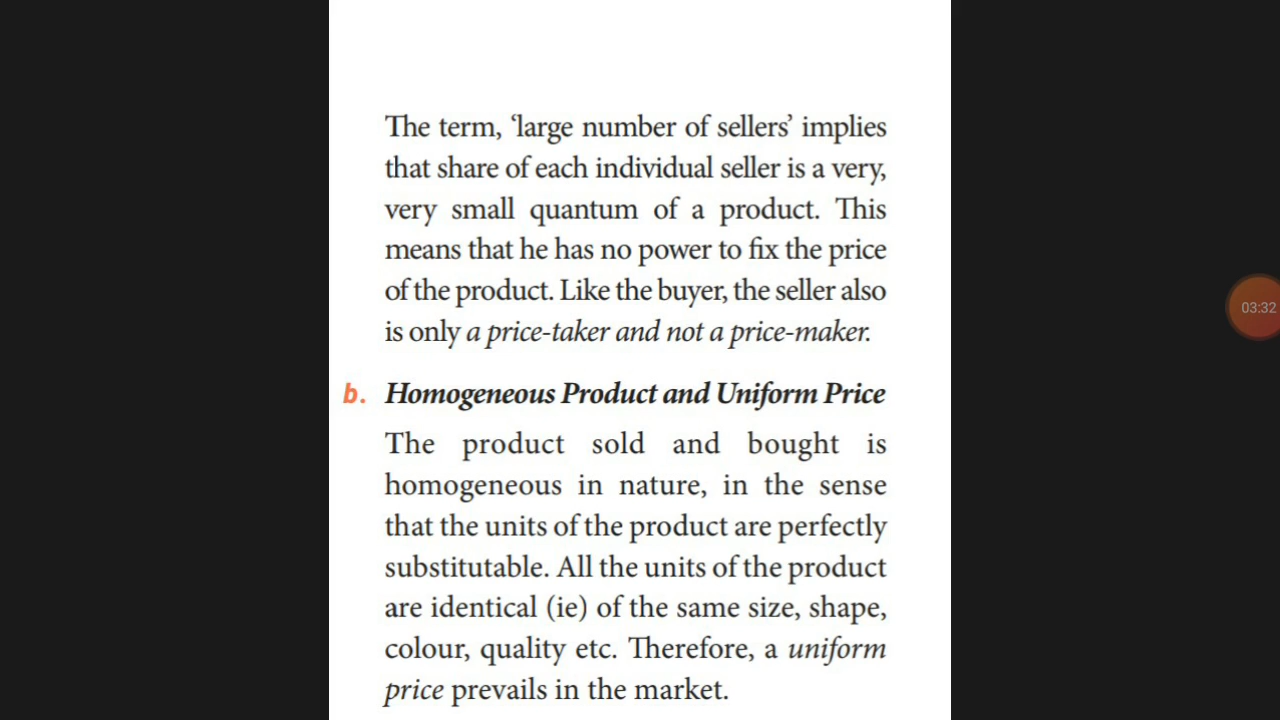 The term, ‘large number of sellers’ implies
that share of each individual seller is a very,
very small quantum of a product. This
means that he has no power to fix the price
of the product. Like the buyer, the seller also
is only a price-taker and not a price-maker.
b. Homogeneous Product and Uniform Price
The product sold and bought is
homogeneous in nature, in the sense
that the units of the product are perfectly
substitutable. All the units of the product
are identical (ie) of the same size, shape,
colour, quality etc. Therefore, a uniform
price prevails in the market.
03:32